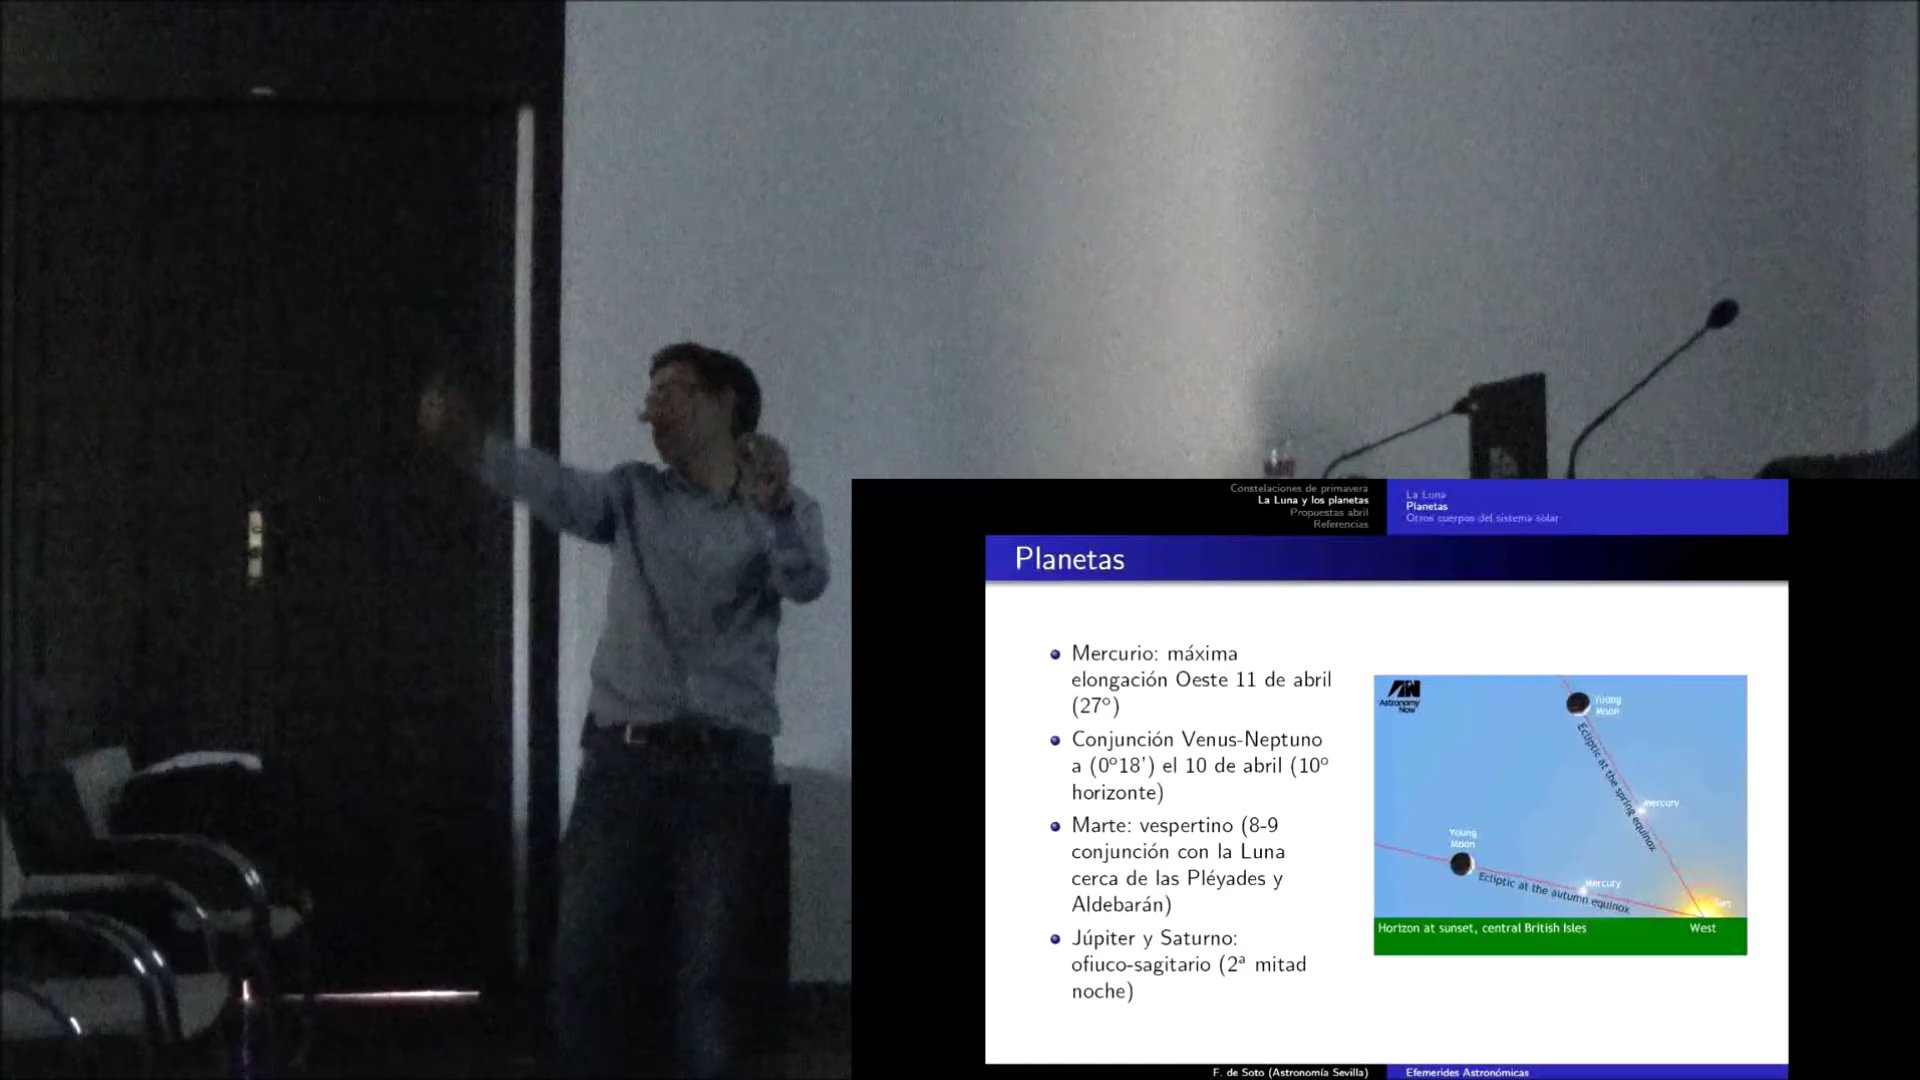 Constelaciones de primavera
La Luna y los planetas
Propuestas abril
Referencias
La Luna
Planetas
Otros cuerpos del sistema solar
Planetas
Mercurio: máxima
elongación Oeste 11 de abril
(27º)
Conjunción Venus-Neptuno
a (0º18') el 10 de abril (10º
horizonte)
Marte: vespertino (8-9
conjunción con la Luna
cerca de las Pléyades y
Aldebarán)
Júpiter y Saturno:
ofiuco-sagitario (2ª mitad
noche)
Astronomy
Now
Young
Moon
Ecliptic at the spring equinox
Mercury
Young
Moon
Ecliptic at the autumn equinox
Mercury
Sun
Horizon at sunset, central British Isles
West
F. de Soto (Astronomía Sevilla)
Efemerides Astronómicas